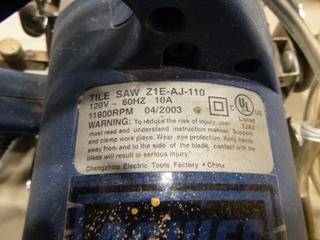 TILE SAW Z1E-AJ-110
120V ~ 60HZ 10A
11800RPM 04/2003
C UL US
Listed
WARNING: To reduce the risk of injury, user
must read and understand instruction manual. Support
and clamp work. Wear eye protection. Keep hands
away from and to the side of the blade, contact with the
blade will result in serious injury.
Changzhou Electric Tools Factory • China